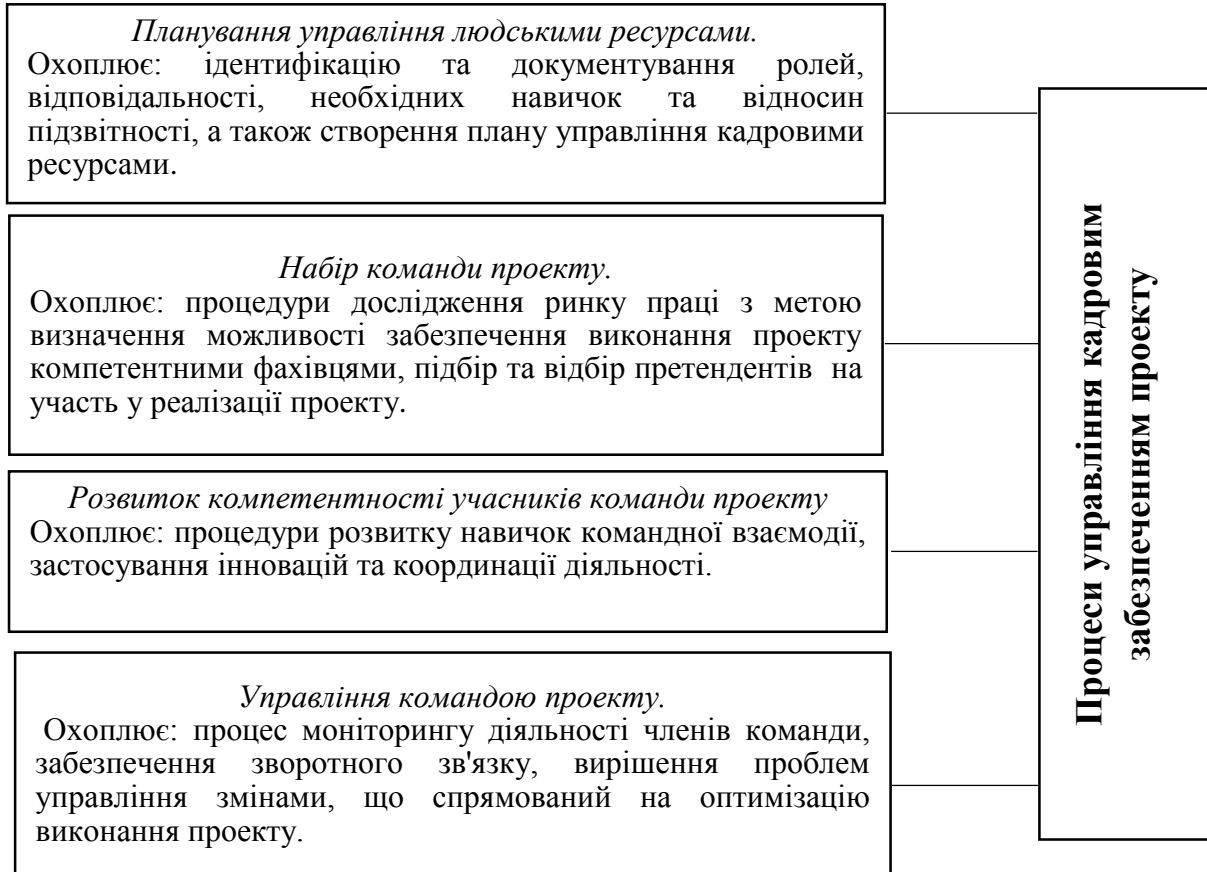 Планування управління людськими ресурсами.
Охоплює: ідентифікацію та документування ролей,
відповідальності, необхідних навичок та відносин
підзвітності, а також створення плану управління кадровими
ресурсами.
Набір команди проекту.
Охоплює: процедури дослідження ринку праці з метою
визначення можливості забезпечення виконання проекту
компетентними фахівцями, підбір та відбір претендентів на
участь у реалізації проекту.
Розвиток компетентності учасників команди проекту
Охоплює: процедури розвитку навичок командної взаємодії,
застосування інновацій та координації діяльності.
Управління командою проекту.
Охоплює: процес моніторингу діяльності членів команди,
забезпечення зворотного зв'язку, вирішення проблем
управління змінами, що спрямований на оптимізацію
виконання проекту.
Процеси управління кадровим
забезпеченням проекту